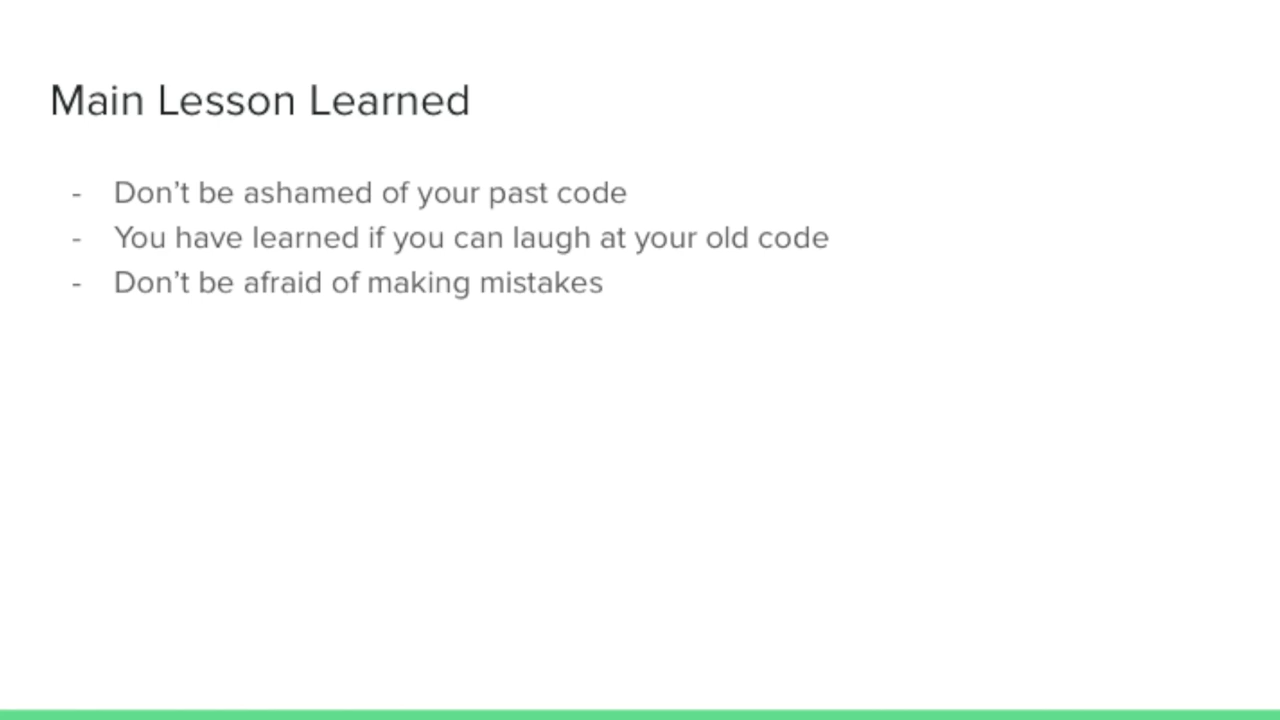 Main Lesson Learned
- Don’t be ashamed of your past code
- You have learned if you can laugh at your old code
- Don’t be afraid of making mistakes